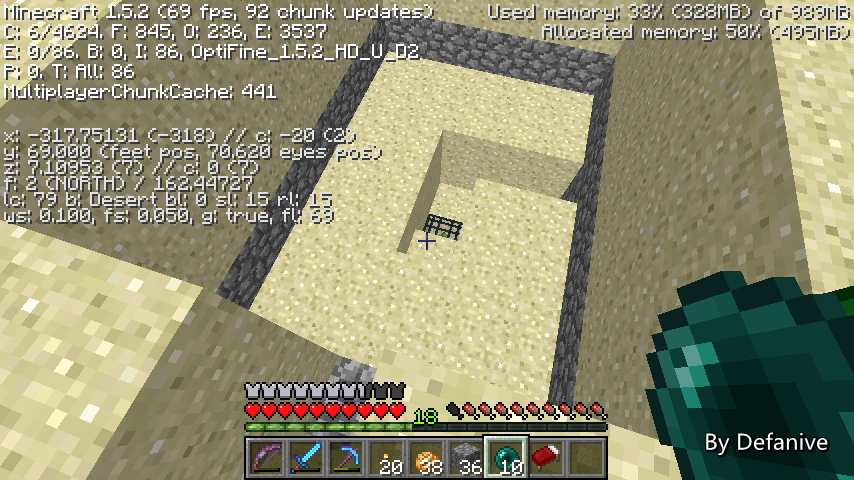 Minecraft 1.5.2 (69 fps, 92 chunk updates)
Used memory: 33% (328MB) of 989MB
C: 6/4624, F: 845, O: 236, E: 3537
Allocated memory: 50% (495MB)
E: 0/86, B: 0, I: 86, OptiFine_1.5.2_HD_U_D2
P: 0, T: All: 86
MultiplayerChunkCache: 441
x: -317.75131 (-318) // c: -20 (2)
y: 69.000 (feet pos, 70.620 eyes pos)
z: 7.10953 (7) // c: 0 (7)
f: 2 (NORTH) / 162.44727
lc: 79 b: Desert bl: 0 sl: 15 rl: 15
ws: 0.100, fs: 0.050, g: true, fl: 69
18
20 38 36 10
By Defanive